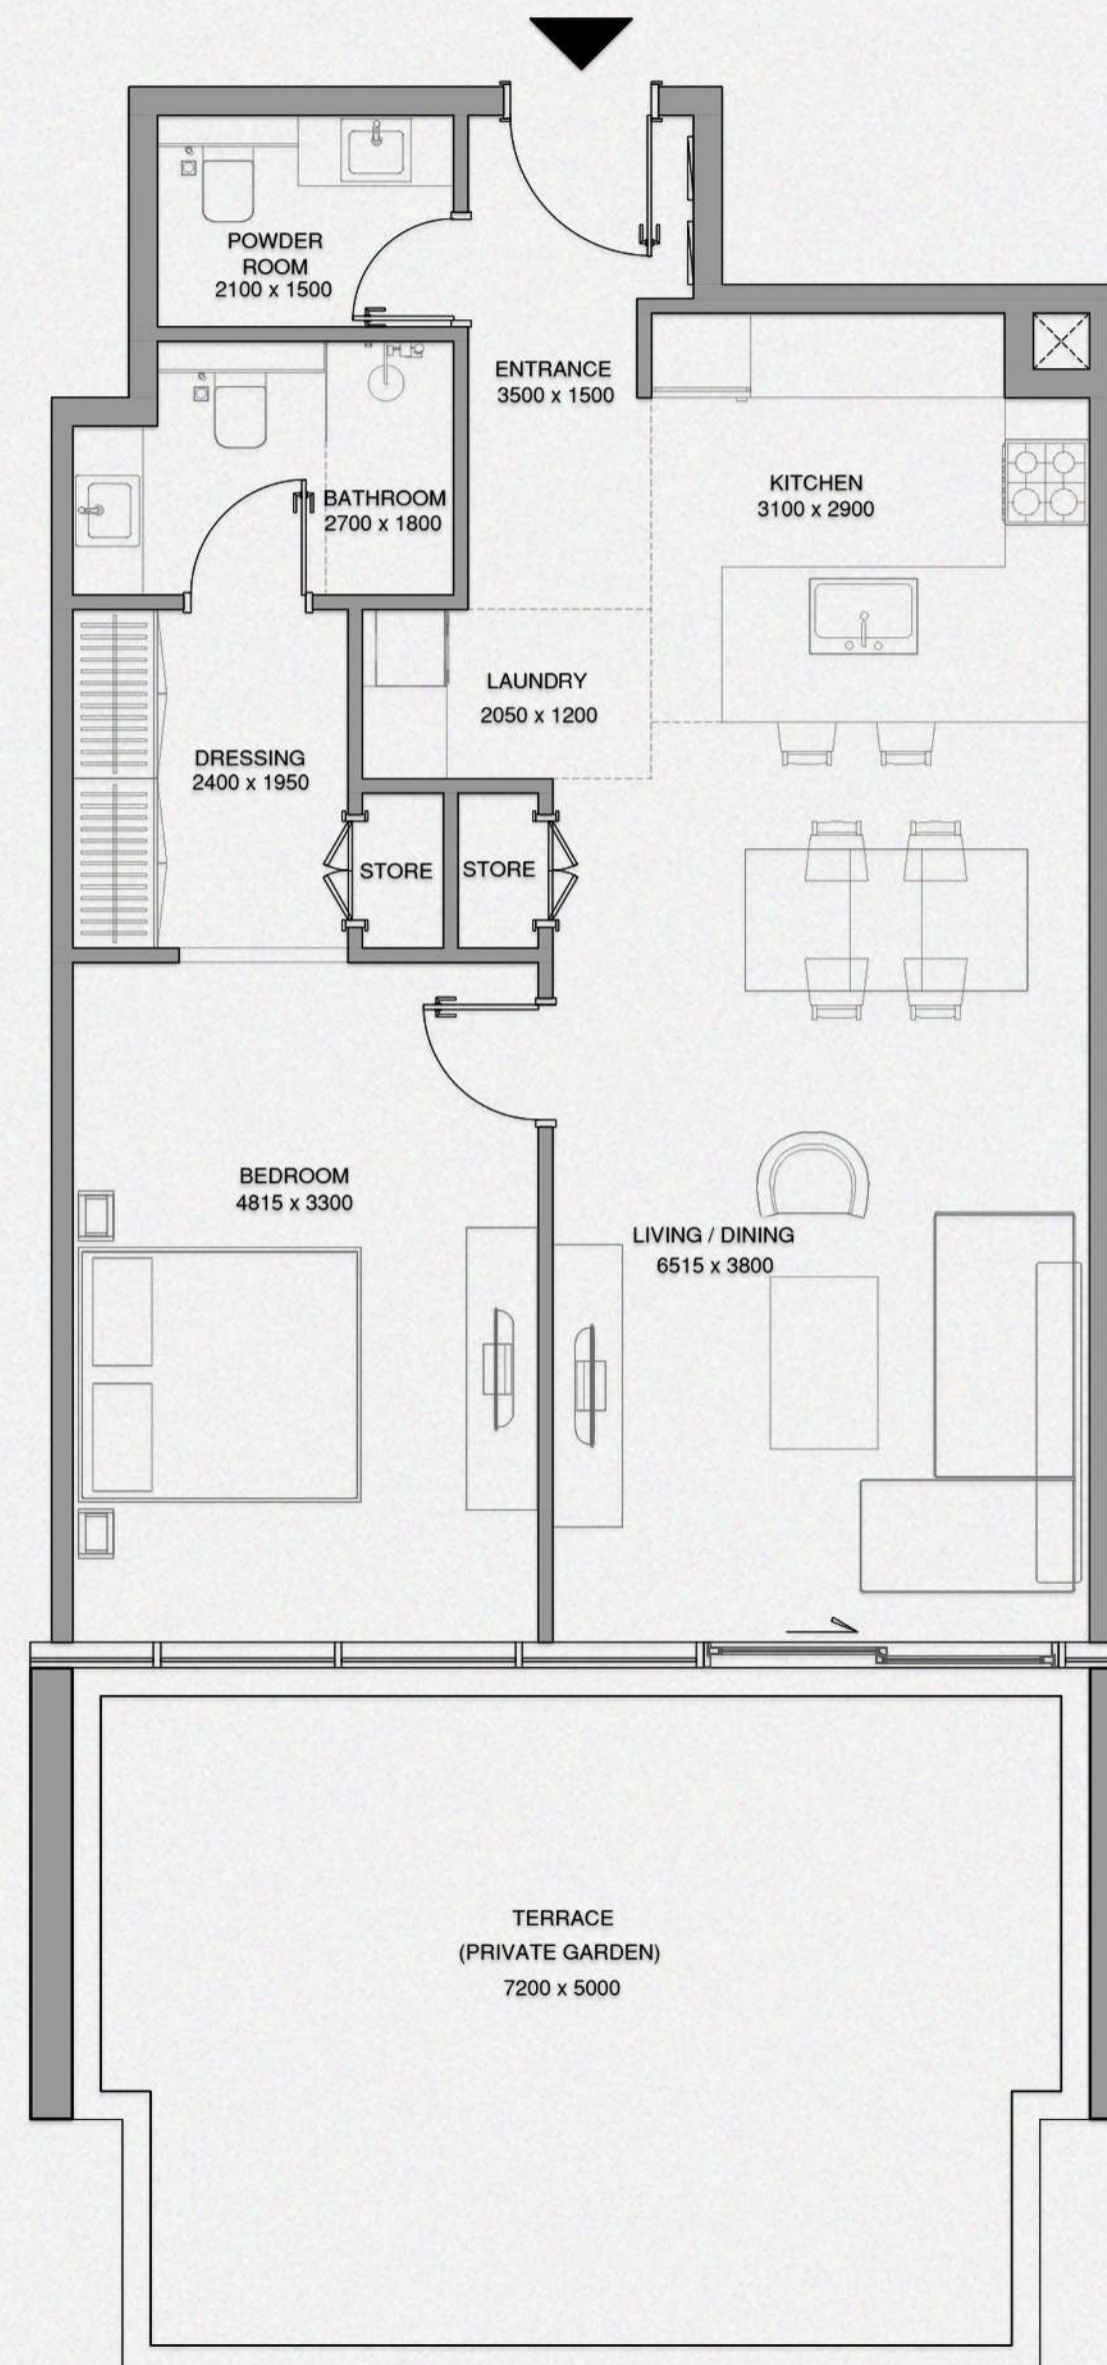 POWDER
ROOM
2100 x 1500
ENTRANCE
3500 x 1500
KITCHEN
3100 x 2900
BATHROOM
2700 x 1800
LAUNDRY
2050 x 1200
DRESSING
2400 x 1950
STORE
STORE
BEDROOM
4815 x 3300
LIVING / DINING
6515 x 3800
TERRACE
(PRIVATE GARDEN)
7200 x 5000